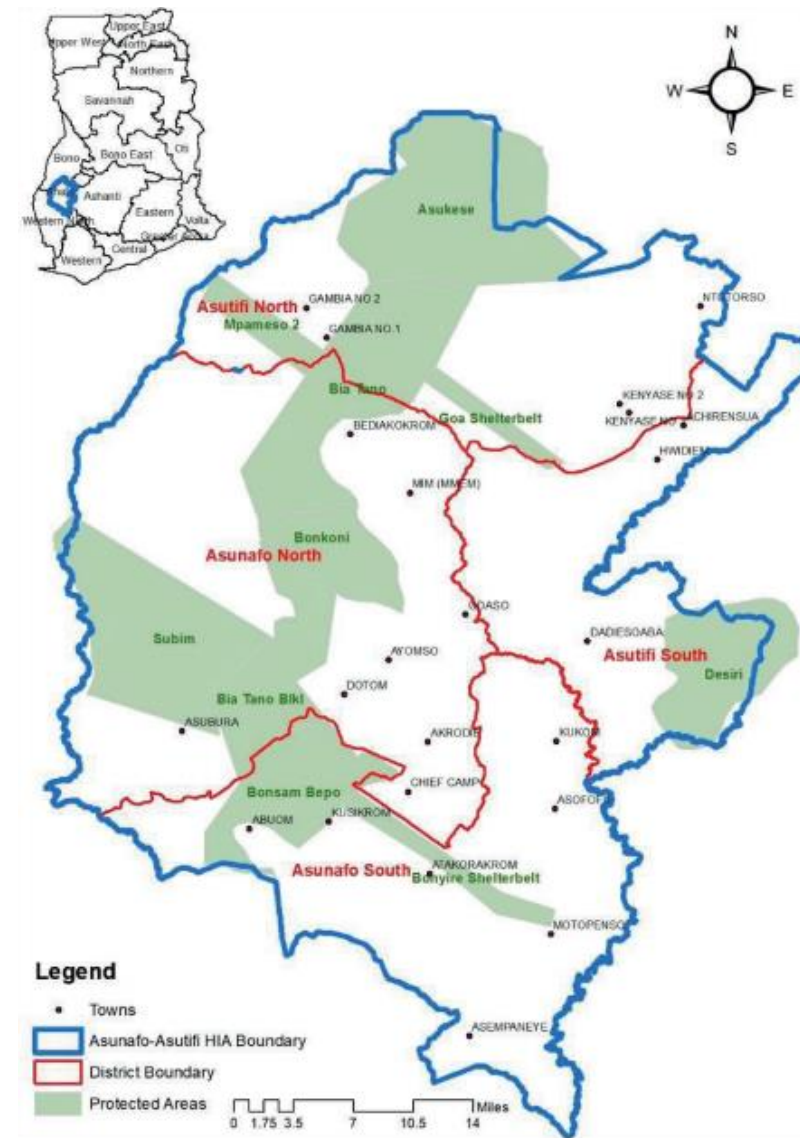 Upper East
Upper West
North East
Northern
Savannah
Bono
Bono East
Oti
Ashanti
Western North
Eastern
Volta
Greater Accra
Central
Western
N
W
E
S
Asukese
Asutifi North
GAMBIA NO 2
Mpameso 2
GAMBIA NO.1
NTOTORSO
Bia Tano
KENYASE NO 2
Goa Shelterbelt
KENYASE NO
ACHIRENSUA
BEDIAKOKROM
HWIDIEM
MIM (MMEM)
Bonkoni
Asunafo North
GOASO
Subim
DADIESOABA
Asutifi South
AYOMSO
Desiri
DOTOM
Bia Tano Blkl
ASUBURA
AKRODIE
KUKOM
CHIEF CAMP
Bonsam Bepo
KUSIKROM
ABUOM
Asunafo South
ATAKORAKROM
Bonyire Shelterbelt
MOTOPENSO
ASEMPANEYE
Legend
Towns
Asunafo-Asutifi HIA Boundary
District Boundary
Protected Areas
Miles
0 1.75 3.5 7 10.5 14